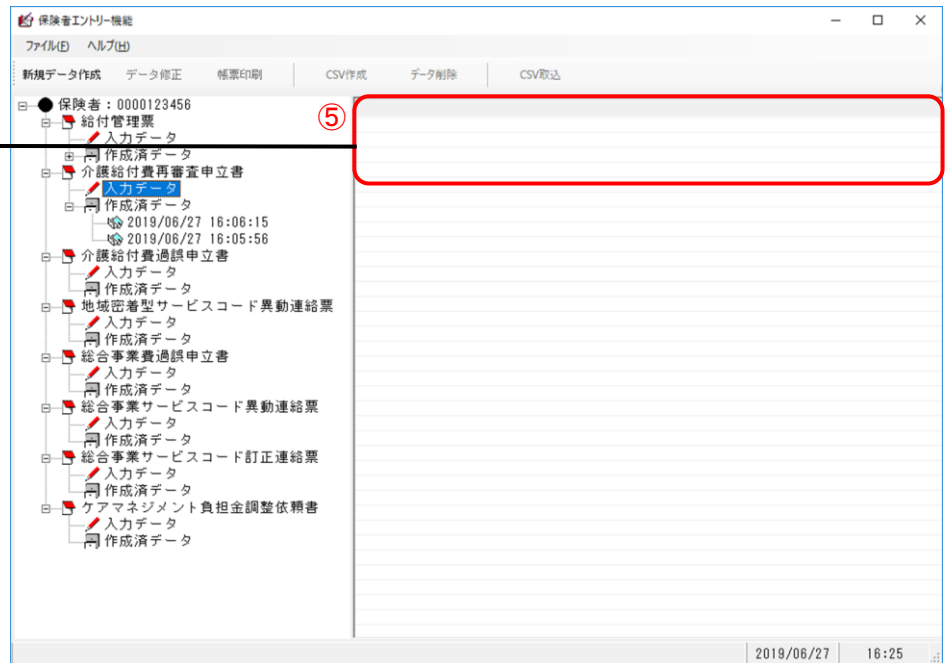 保険者エントリー機能
ファイル(F) ヘルプ(H)
新規データ作成 データ修正 帳票印刷 CSV作成 データ削除 CSV取込
保険者：0000123456
給付管理票
⑤
入力データ
作成済データ
介護給付費再審査申立書
入力データ
作成済データ
2019/06/27 16:06:15
2019/06/27 16:05:56
介護給付費過誤申立書
入力データ
作成済データ
地域密着型サービスコード異動連絡票
入力データ
作成済データ
総合事業費過誤申立書
入力データ
作成済データ
総合事業サービスコード異動連絡票
入力データ
作成済データ
総合事業サービスコード訂正連絡票
入力データ
作成済データ
ケアマネジメント負担金調整依頼書
入力データ
作成済データ
2019/06/27 16:25